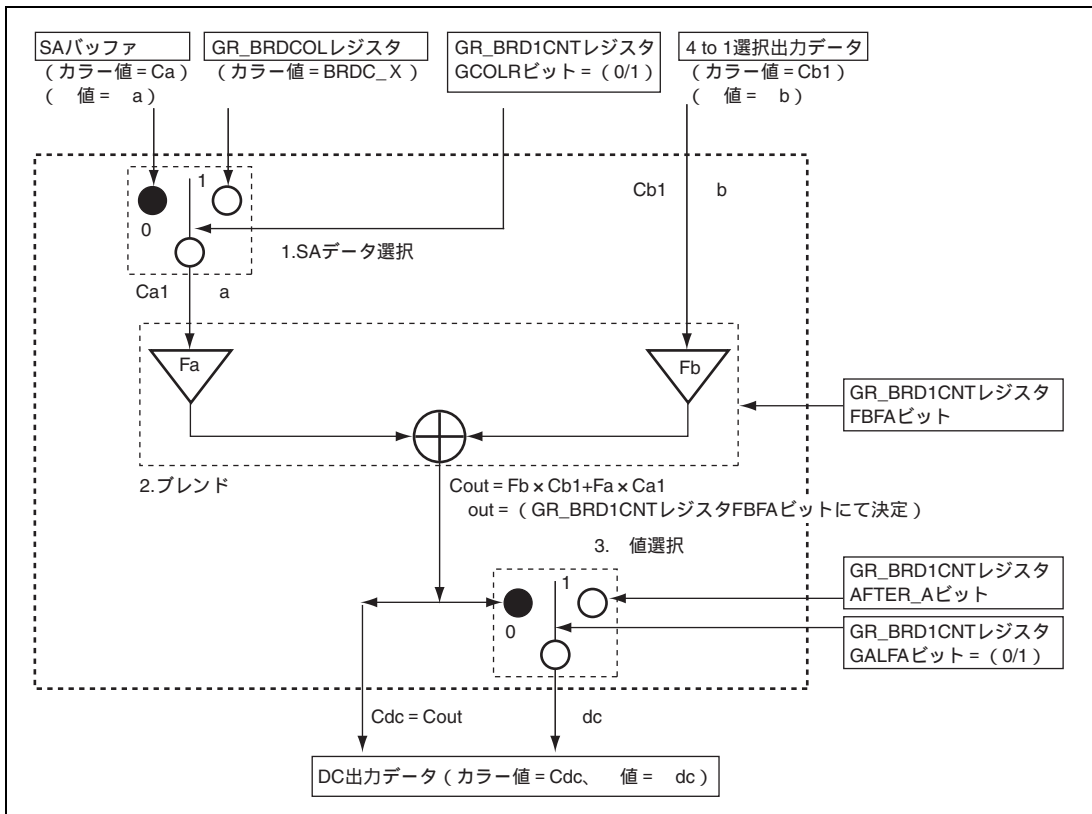 SAバッファ
(カラー値=Ca)
( 値= a)
GR_BRDCOLレジスタ
(カラー値=BRDC_X)
GR_BRD1CNTレジスタ
GCOLRビット=(0/1)
4 to 1選択出力データ
(カラー値=Cb1)
( 値= b)
1
0
Cb1 b
1.SAデータ選択
Ca1 a
Fa
Fb
GR_BRD1CNTレジスタ
FBFAビット
2.ブレンド
Cout=Fb×Cb1+Fa×Ca1
out=(GR_BRD1CNTレジスタFBFAビットにて決定)
3. 値選択
1
0
GR_BRD1CNTレジスタ
AFTER_Aビット
GR_BRD1CNTレジスタ
GALFAビット=(0/1)
Cdc=Cout
dc
DC出力データ(カラー値=Cdc、 値= dc)